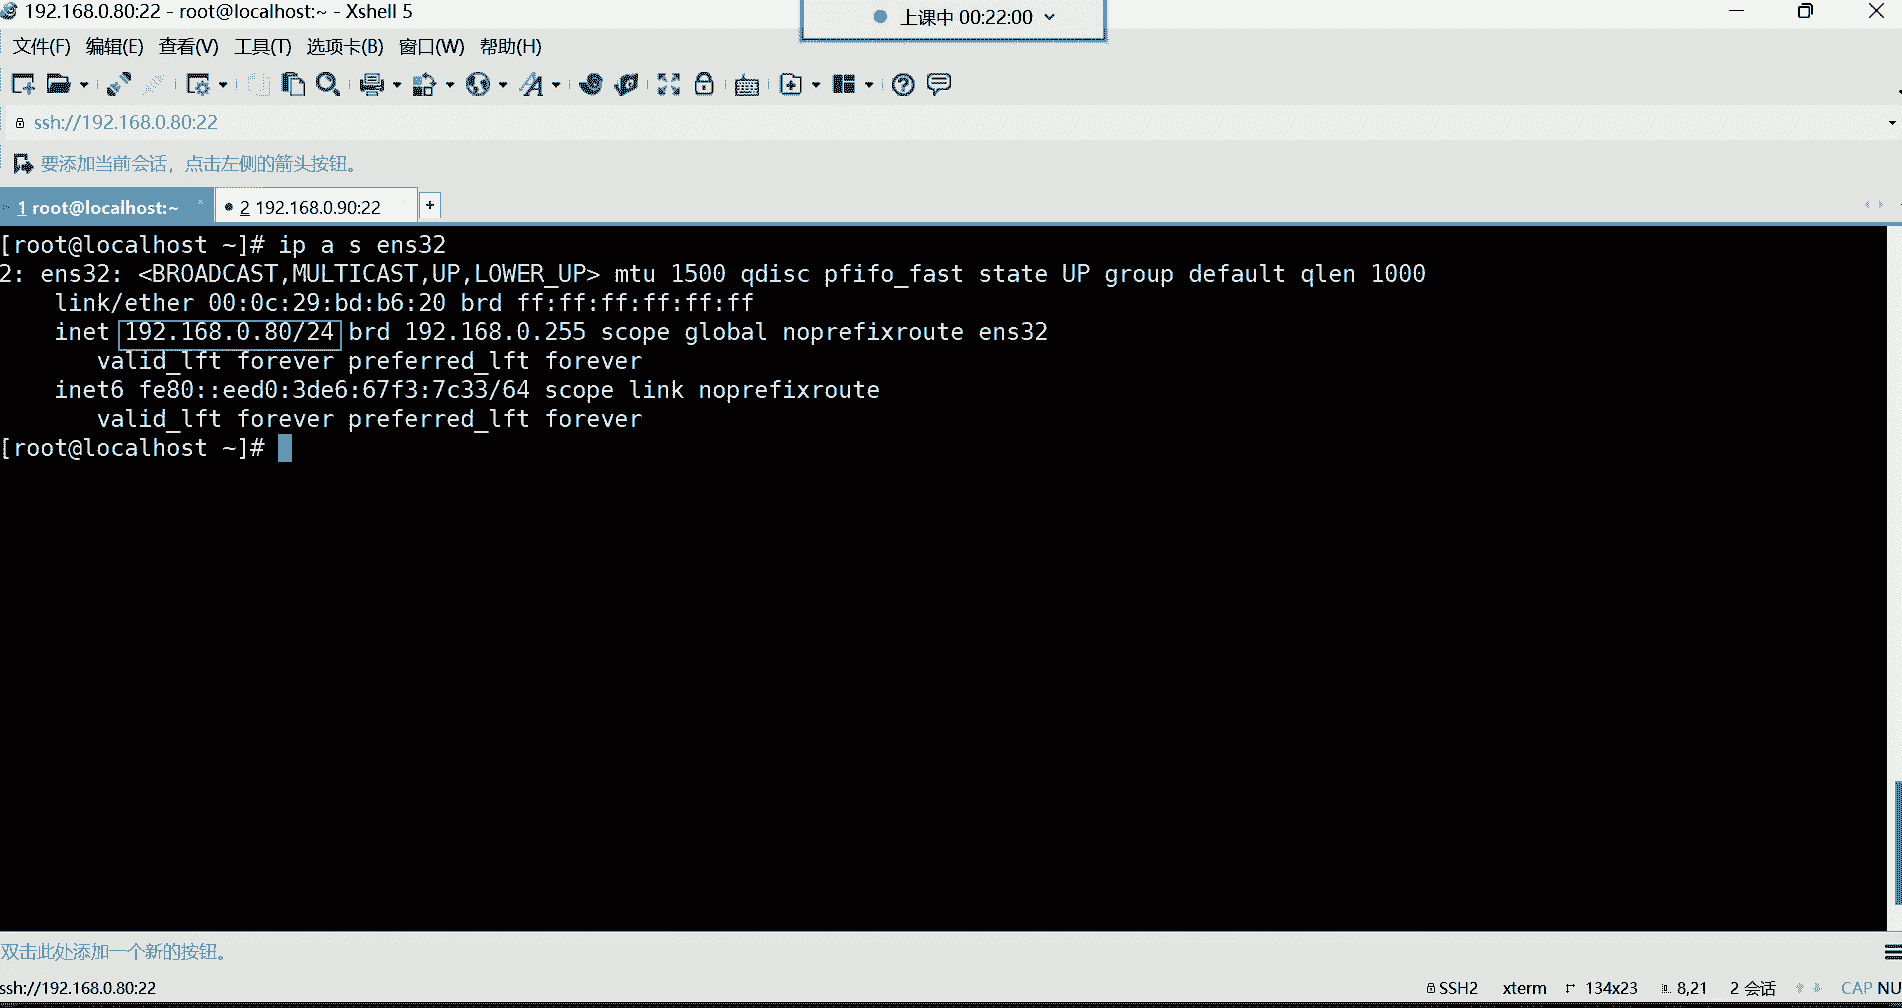 192.168.0.80:22 - root@localhost:~ - Xshell 5
上课中 00:22:00
文件(F) 编辑(E) 查看(V) 工具(T) 选项卡(B) 窗口(W) 帮助(H)
ssh://192.168.0.80:22
要添加当前会话，点击左侧的箭头按钮。
1 root@localhost:~
2 192.168.0.90:22
+
[root@localhost ~]# ip a s ens32
2: ens32: <BROADCAST,MULTICAST,UP,LOWER_UP> mtu 1500 qdisc pfifo_fast state UP group default qlen 1000
    link/ether 00:0c:29:bd:b6:20 brd ff:ff:ff:ff:ff:ff
    inet 192.168.0.80/24 brd 192.168.0.255 scope global noprefixroute ens32
       valid_lft forever preferred_lft forever
    inet6 fe80::eed0:3de6:67f3:7c33/64 scope link noprefixroute
       valid_lft forever preferred_lft forever
[root@localhost ~]#
双击此处添加一个新的按钮。
ssh://192.168.0.80:22 SSH2 xterm 134x23 8,21 2 会话 CAP NU